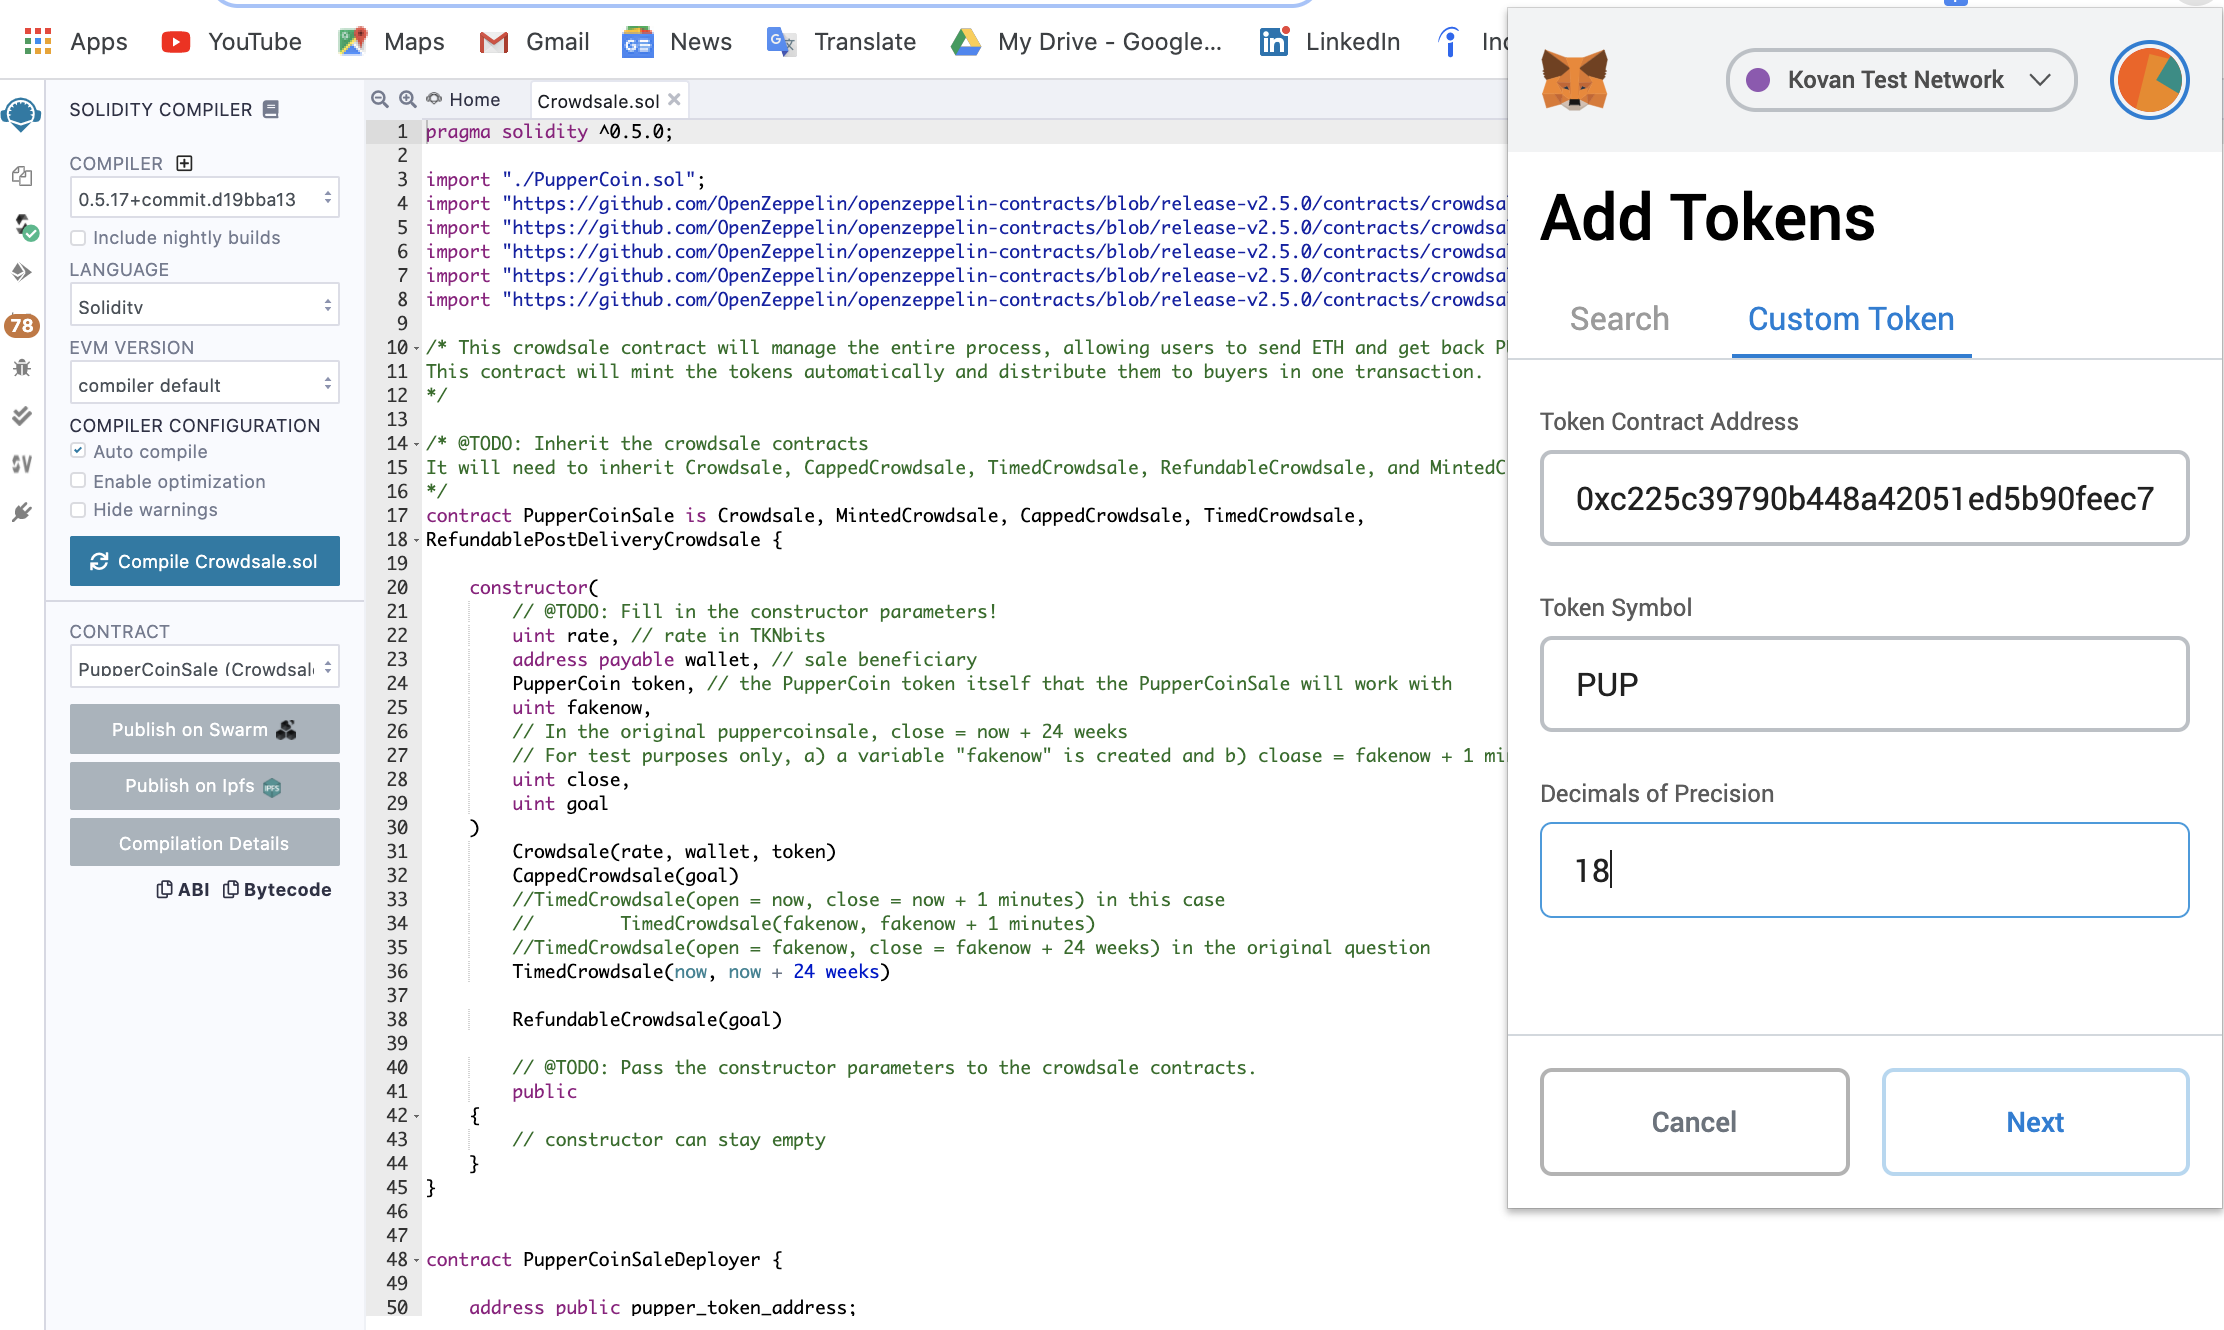 Apps YouTube Maps Gmail News Translate My Drive - Google... LinkedIn
SOLIDITY COMPILER
COMPILER
0.5.17+commit.d19bba13
Include nightly builds
LANGUAGE
Solidity
EVM VERSION
compiler default
COMPILER CONFIGURATION
Auto compile
Enable optimization
Hide warnings
Compile Crowdsale.sol
CONTRACT
PupperCoinSale (Crowdsal
Publish on Swarm
Publish on Ipfs
IPFS
Compilation Details
ABI Bytecode
78
SV
Home Crowdsale.sol
1 pragma solidity ^0.5.0;
2
3 import "./PupperCoin.sol";
4 import "https://github.com/OpenZeppelin/openzeppelin-contracts/blob/release-v2.5.0/contracts/crowdsa
5 import "https://github.com/OpenZeppelin/openzeppelin-contracts/blob/release-v2.5.0/contracts/crowdsa
6 import "https://github.com/OpenZeppelin/openzeppelin-contracts/blob/release-v2.5.0/contracts/crowdsa
7 import "https://github.com/OpenZeppelin/openzeppelin-contracts/blob/release-v2.5.0/contracts/crowdsa
8 import "https://github.com/OpenZeppelin/openzeppelin-contracts/blob/release-v2.5.0/contracts/crowdsa
9
10 /* This crowdsale contract will manage the entire process, allowing users to send ETH and get back P
11 This contract will mint the tokens automatically and distribute them to buyers in one transaction.
12 */
13
14 /* @TODO: Inherit the crowdsale contracts
15 It will need to inherit Crowdsale, CappedCrowdsale, TimedCrowdsale, RefundableCrowdsale, and MintedC
16 */
17 contract PupperCoinSale is Crowdsale, MintedCrowdsale, CappedCrowdsale, TimedCrowdsale,
18 RefundablePostDeliveryCrowdsale {
19
20 constructor(
21 // @TODO: Fill in the constructor parameters!
22 uint rate, // rate in TKNbits
23 address payable wallet, // sale beneficiary
24 PupperCoin token, // the PupperCoin token itself that the PupperCoinSale will work with
25 uint fakenow,
26 // In the original puppercoinsale, close = now + 24 weeks
27 // For test purposes only, a) a variable "fakenow" is created and b) cloase = fakenow + 1 mi
28 uint close,
29 uint goal
30 )
31 Crowdsale(rate, wallet, token)
32 CappedCrowdsale(goal)
33 //TimedCrowdsale(open = now, close = now + 1 minutes) in this case
34 // TimedCrowdsale(fakenow, fakenow + 1 minutes)
35 //TimedCrowdsale(open = fakenow, close = fakenow + 24 weeks) in the original question
36 TimedCrowdsale(now, now + 24 weeks)
37
38 RefundableCrowdsale(goal)
39
40 // @TODO: Pass the constructor parameters to the crowdsale contracts.
41 public
42 {
43 // constructor can stay empty
44 }
45 }
46
47
48 contract PupperCoinSaleDeployer {
49
50 address public pupper_token_address;
Kovan Test Network
Add Tokens
Search Custom Token
Token Contract Address
0xc225c39790b448a42051ed5b90feec7
Token Symbol
PUP
Decimals of Precision
18
Cancel Next